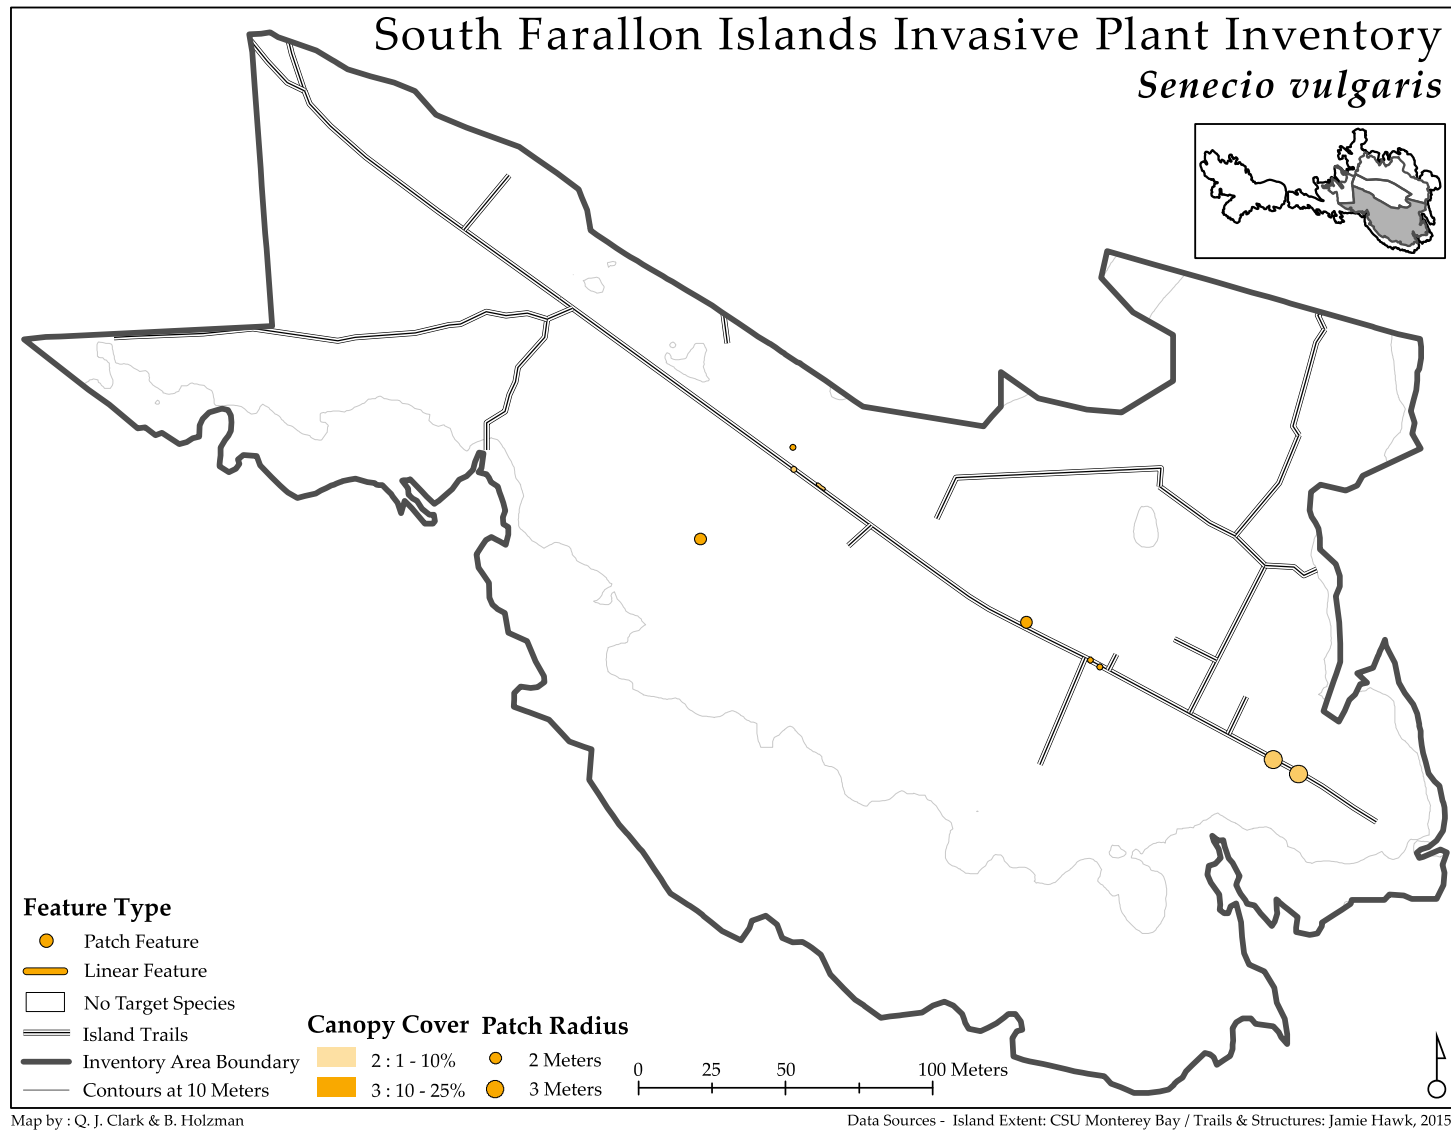 South Farallon Islands Invasive Plant Inventory
Senecio vulgaris
Feature Type
Patch Feature
Linear Feature
No Target Species
Island Trails
Inventory Area Boundary
Contours at 10 Meters
Canopy Cover
2 : 1 - 10%
3 : 10 - 25%
Patch Radius
2 Meters
3 Meters
0 25 50 100 Meters
Map by : Q. J. Clark & B. Holzman
Data Sources - Island Extent: CSU Monterey Bay / Trails & Structures: Jamie Hawk, 2015